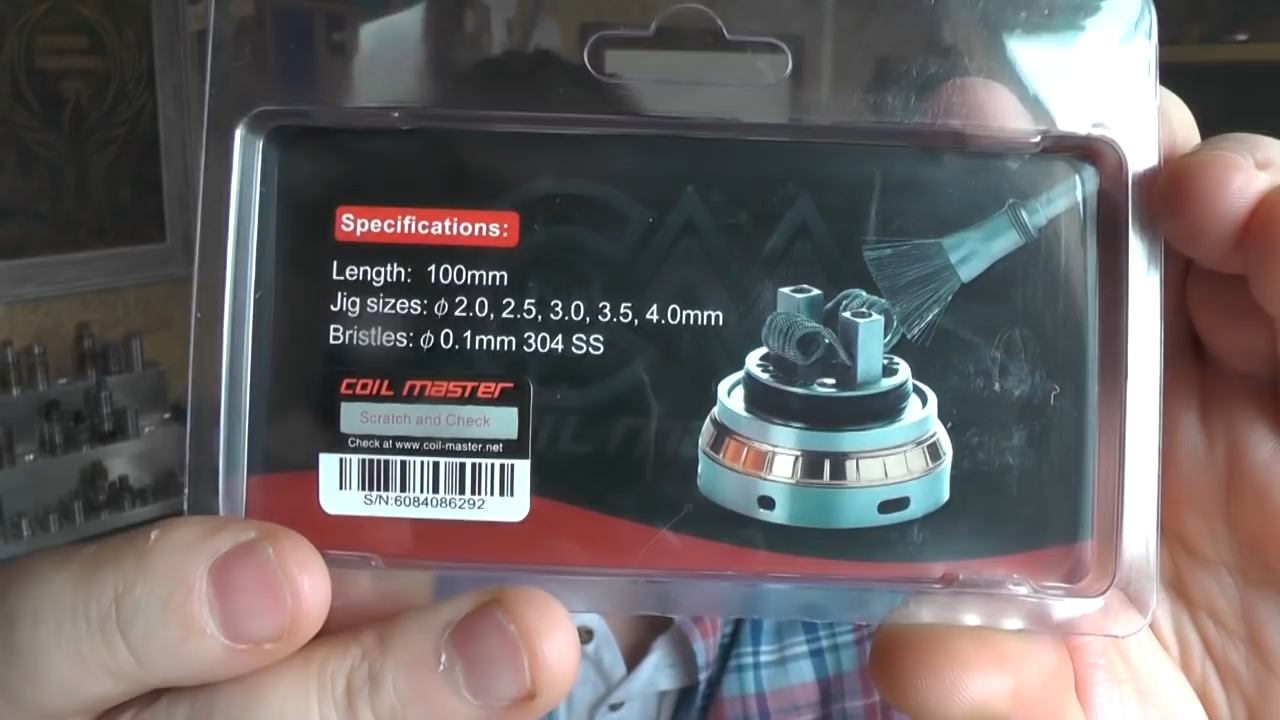 Specifications:
Length: 100mm
Jig sizes: ϕ 2.0, 2.5, 3.0, 3.5, 4.0mm
Bristles: ϕ 0.1mm 304 SS
COIL MASTER
Scratch and Check
Check at www.coil-master.net
S/N:6084086292